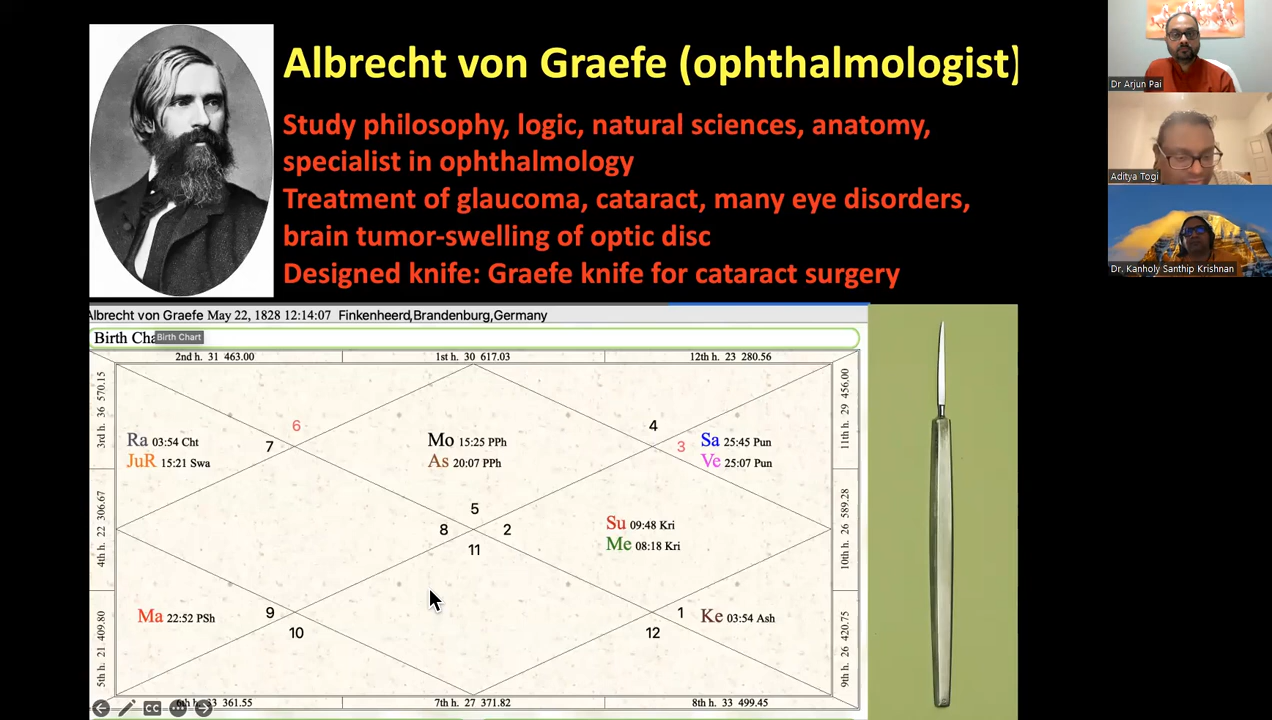 Albrecht von Graefe (ophthalmologist)
Study philosophy, logic, natural sciences, anatomy,
specialist in ophthalmology
Treatment of glaucoma, cataract, many eye disorders,
brain tumor-swelling of optic disc
Designed knife: Graefe knife for cataract surgery
Dr Arjun Pai
Aditya Togi
Dr. Kanholy Santhip Krishnan
Albrecht von Graefe May 22, 1828 12:14:07 Finkenheerd,Brandenburg,Germany
Birth Cha
Birth Chart
2nd h. 31 463.00
1st h. 30 617.03
12th h. 23 280.56
3rd h. 36 570.15
11th h. 29 456.00
6
4
Ra 03:54 Cht
7
Mo 15:25 PPh
3
Sa 25:45 Pun
JuR 15:21 Swa
As 20:07 PPh
Ve 25:07 Pun
5
4th h. 22 306.67
8
2
Su 09:48 Kri
10th h. 26 589.28
11
Me 08:18 Kri
Ma 22:52 PSh
9
1
Ke 03:54 Ash
10
12
5th h. 21 409.80
9th h. 26 420.75
6th h. 33 361.55
7th h. 27 371.82
8th h. 33 499.45
CC